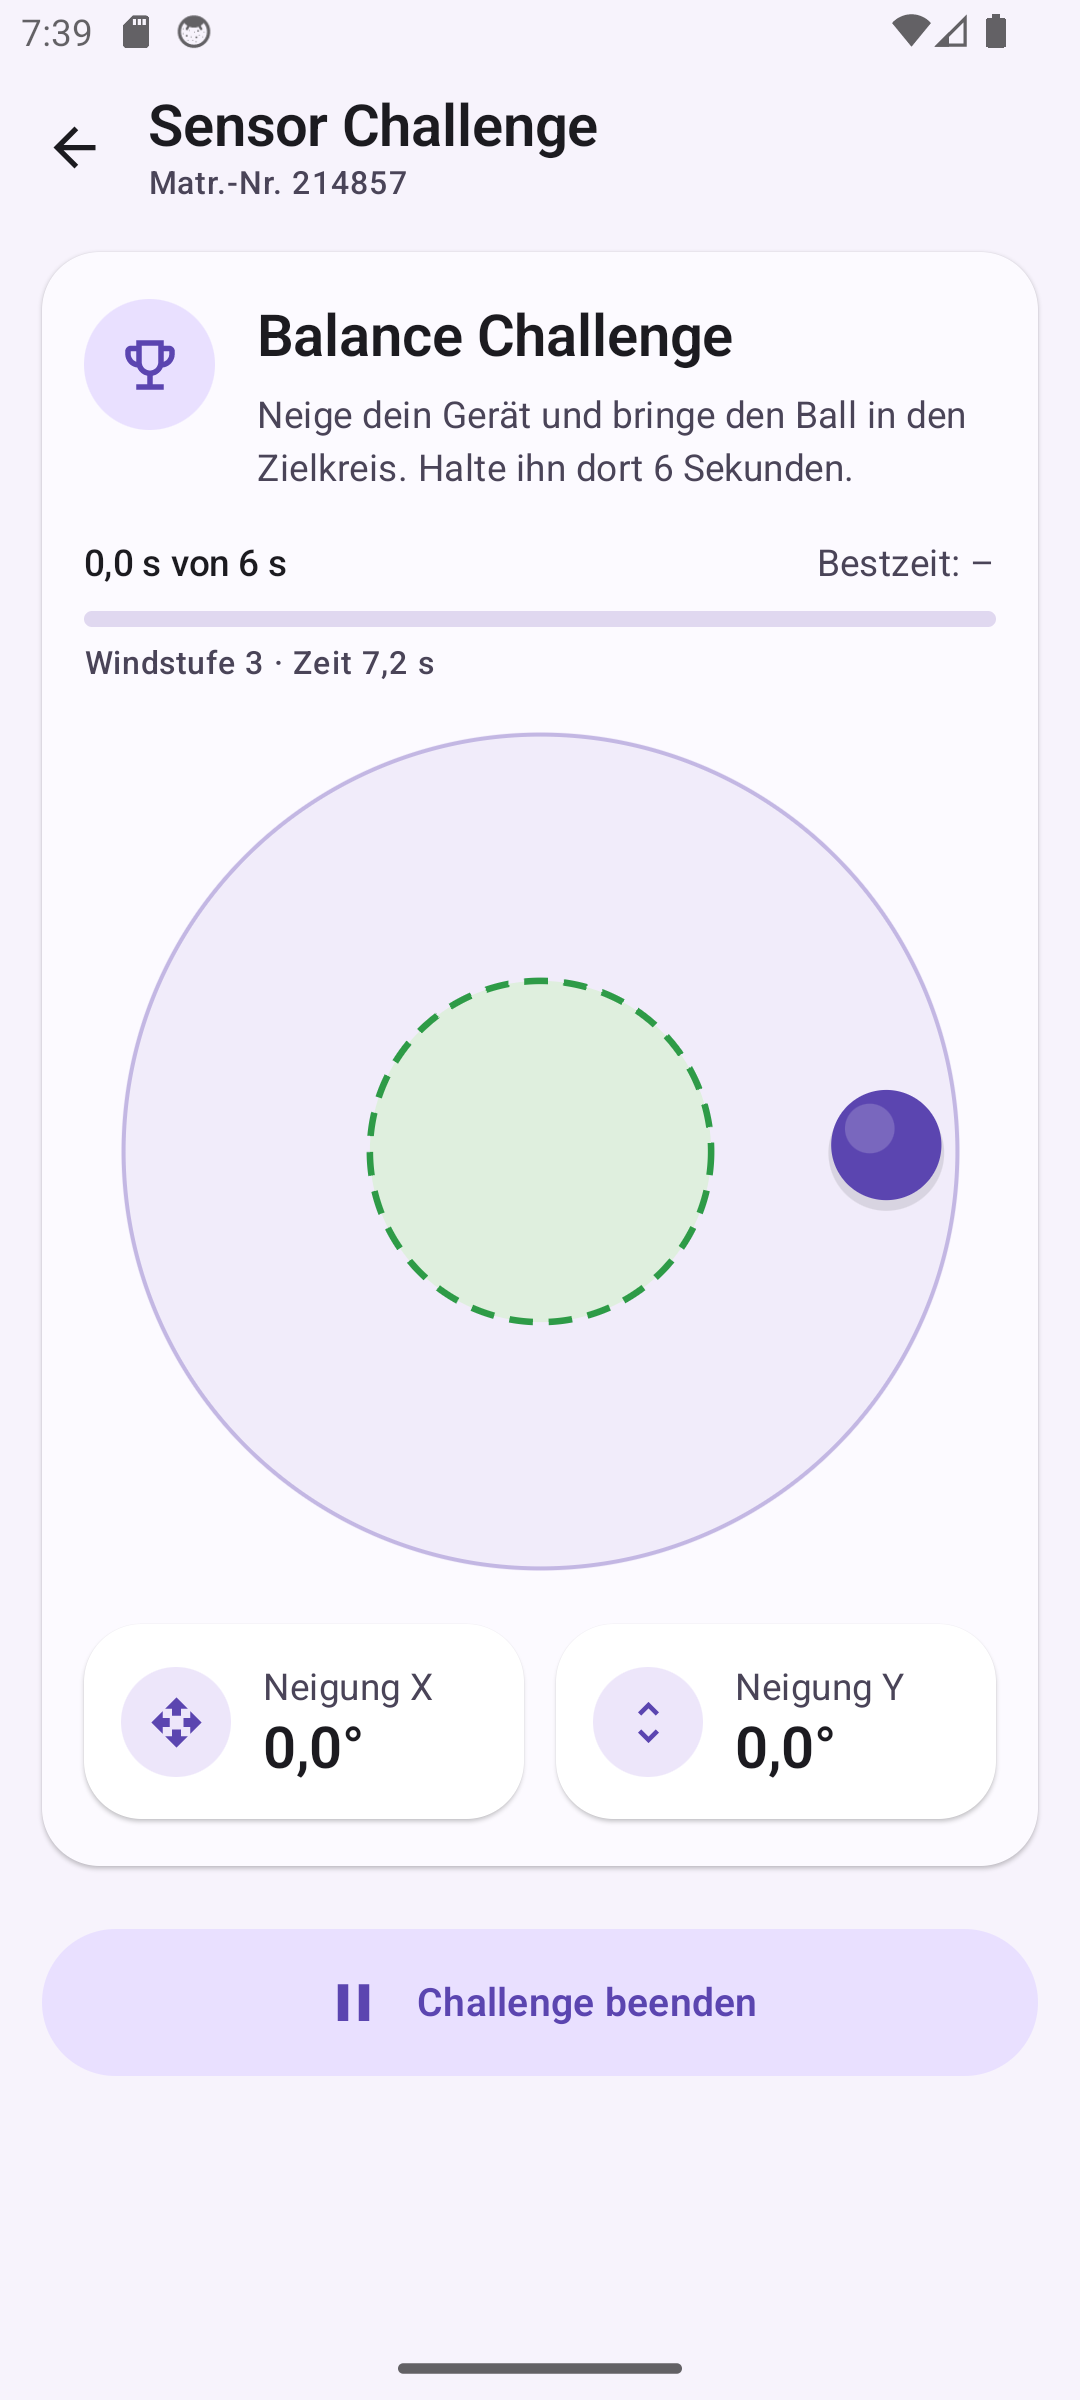 7:39
Sensor Challenge
Matr.-Nr. 214857
Balance Challenge
Neige dein Gerät und bringe den Ball in den
Zielkreis. Halte ihn dort 6 Sekunden.
0,0 s von 6 s
Bestzeit: –
Windstufe 3 · Zeit 7,2 s
Neigung X
0,0°
Neigung Y
0,0°
Challenge beenden